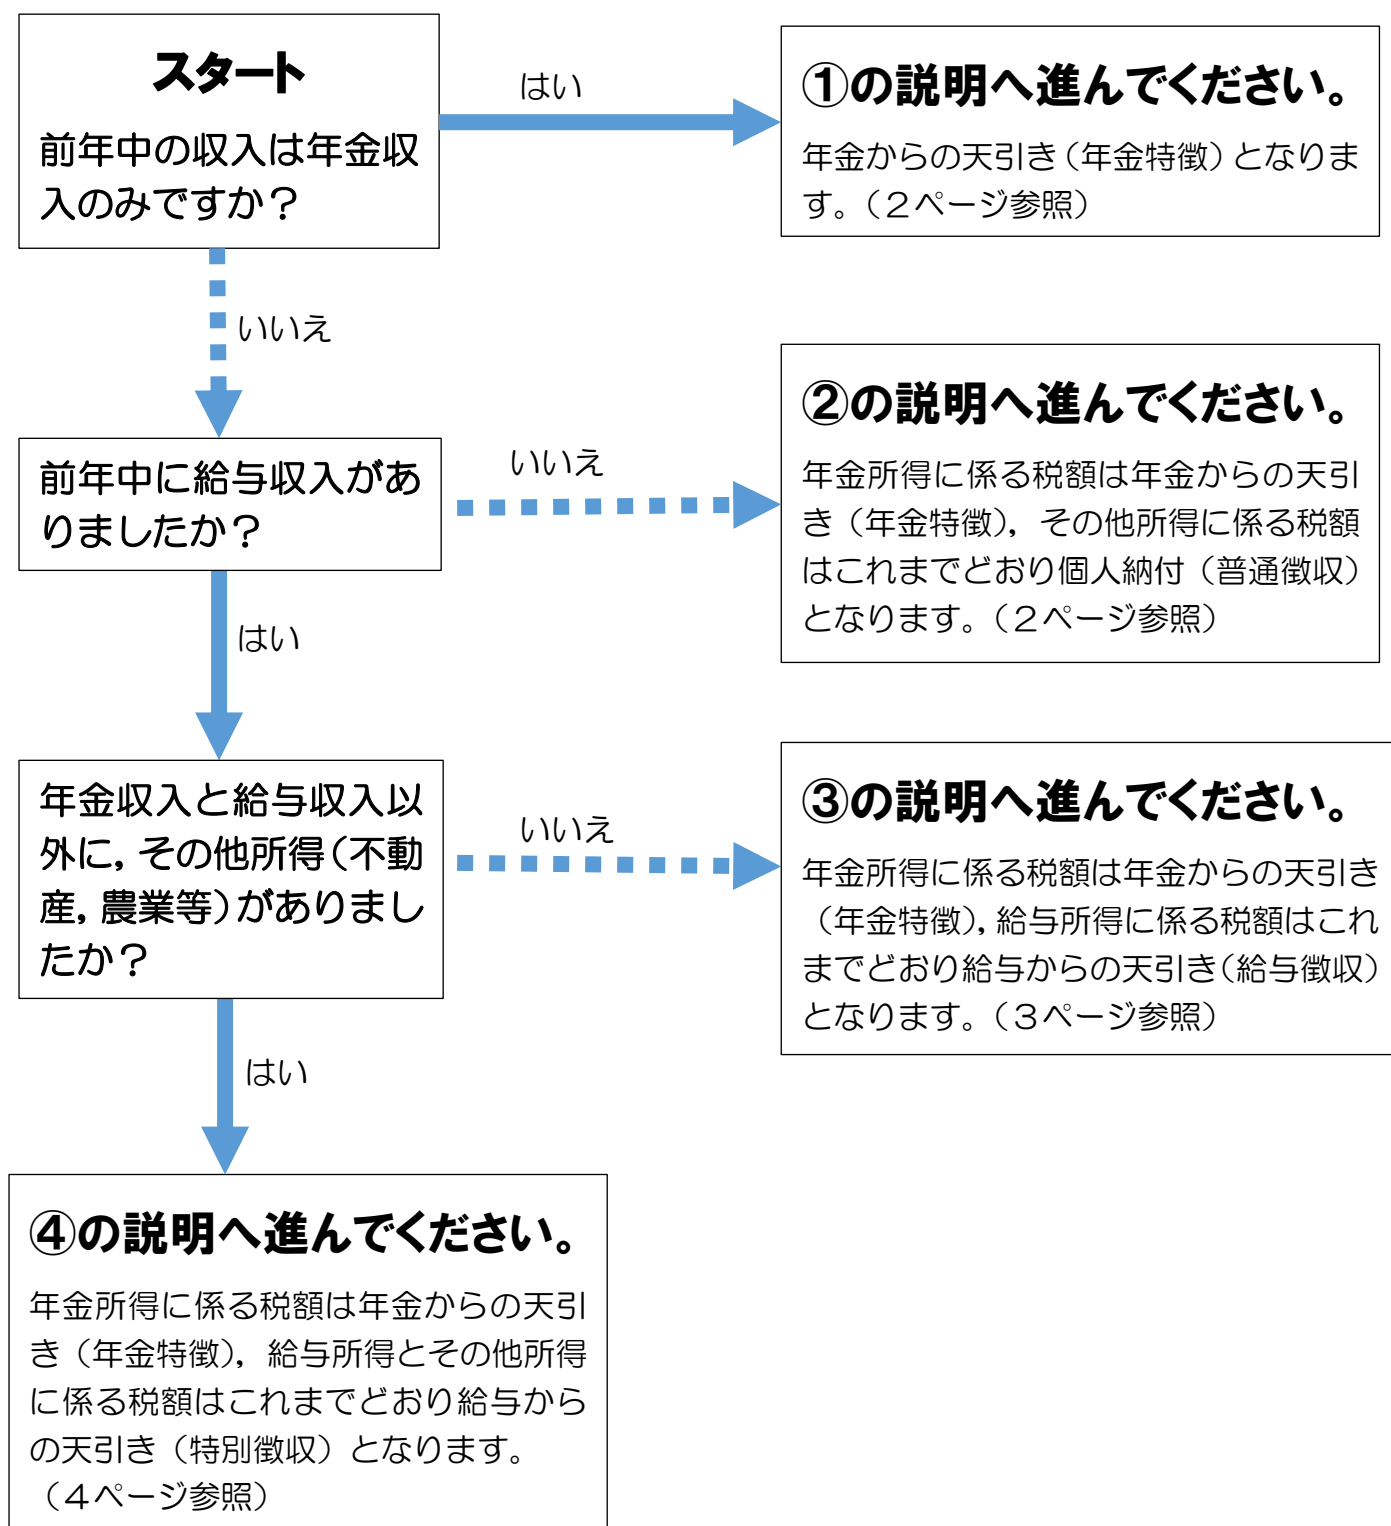 スタート
前年中の収入は年金収
入のみですか？
はい
①の説明へ進んでください。
年金からの天引き（年金特徴）となりま
す。（２ページ参照）
いいえ
前年中に給与収入があ
りましたか？
いいえ
②の説明へ進んでください。
年金所得に係る税額は年金からの天引
き（年金特徴），その他所得に係る税額
はこれまでどおり個人納付（普通徴収）
となります。（２ページ参照）
はい
年金収入と給与収入以
外に，その他所得（不動
産，農業等）がありまし
たか？
いいえ
③の説明へ進んでください。
年金所得に係る税額は年金からの天引き
（年金特徴），給与所得に係る税額はこれ
までどおり給与からの天引き（給与徴収）
となります。（３ページ参照）
はい
④の説明へ進んでください。
年金所得に係る税額は年金からの天引
き（年金特徴），給与所得とその他所得
に係る税額はこれまでどおり給与から
の天引き（特別徴収）となります。
（４ページ参照）